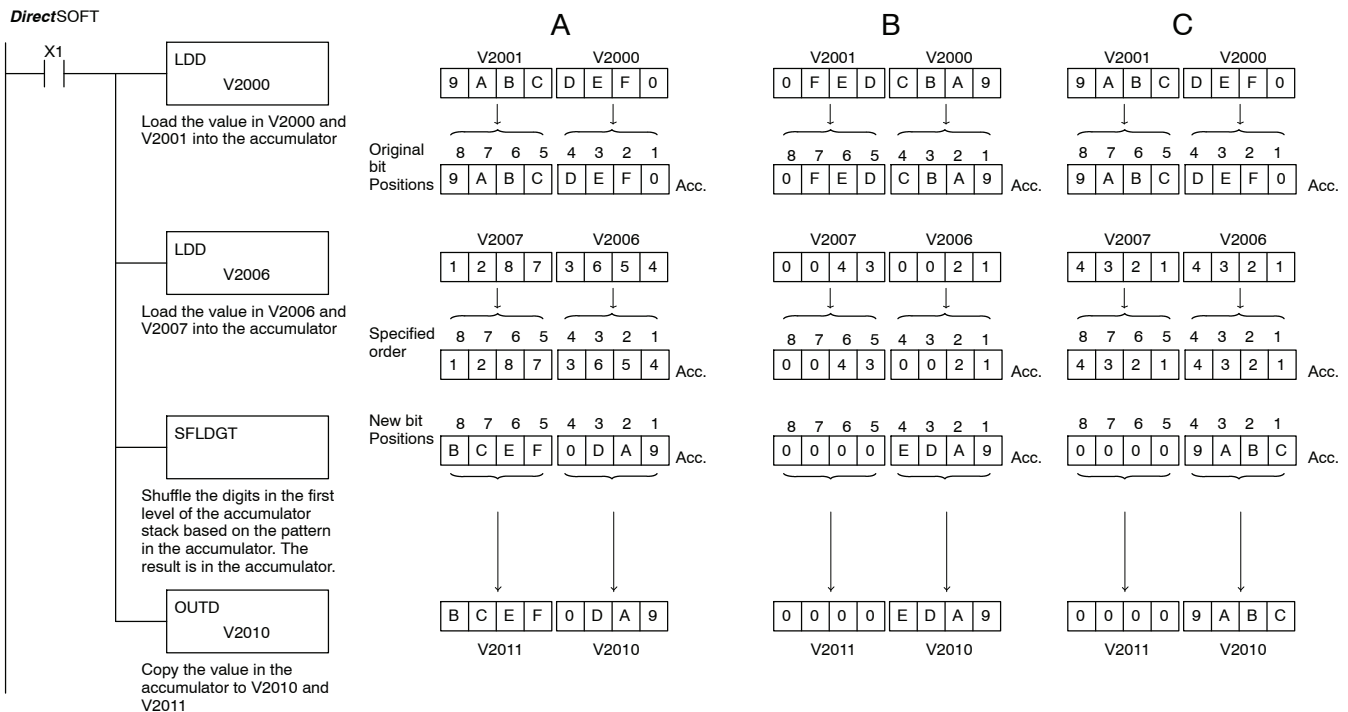 DirectSOFT
X1
LDD
V2000
Load the value in V2000 and
V2001 into the accumulator
LDD
V2006
Load the value in V2006 and
V2007 into the accumulator
SFLDGT
Shuffle the digits in the first
level of the accumulator
stack based on the pattern
in the accumulator. The
result is in the accumulator.
OUTD
V2010
Copy the value in the
accumulator to V2010 and
V2011
Original
bit
Positions
Specified
order
New bit
Positions
A
V2001 V2000
9 A B C D E F 0
8 7 6 5 4 3 2 1
9 A B C D E F 0 Acc.
V2007 V2006
1 2 8 7 3 6 5 4
8 7 6 5 4 3 2 1
1 2 8 7 3 6 5 4 Acc.
8 7 6 5 4 3 2 1
B C E F 0 D A 9 Acc.
B C E F 0 D A 9
V2011 V2010
B
V2001 V2000
0 F E D C B A 9
8 7 6 5 4 3 2 1
0 F E D C B A 9 Acc.
V2007 V2006
0 0 4 3 0 0 2 1
8 7 6 5 4 3 2 1
0 0 4 3 0 0 2 1 Acc.
8 7 6 5 4 3 2 1
0 0 0 0 E D A 9 Acc.
0 0 0 0 E D A 9
V2011 V2010
C
V2001 V2000
9 A B C D E F 0
8 7 6 5 4 3 2 1
9 A B C D E F 0 Acc.
V2007 V2006
4 3 2 1 4 3 2 1
8 7 6 5 4 3 2 1
4 3 2 1 4 3 2 1 Acc.
8 7 6 5 4 3 2 1
0 0 0 0 9 A B C Acc.
0 0 0 0 9 A B C
V2011 V2010